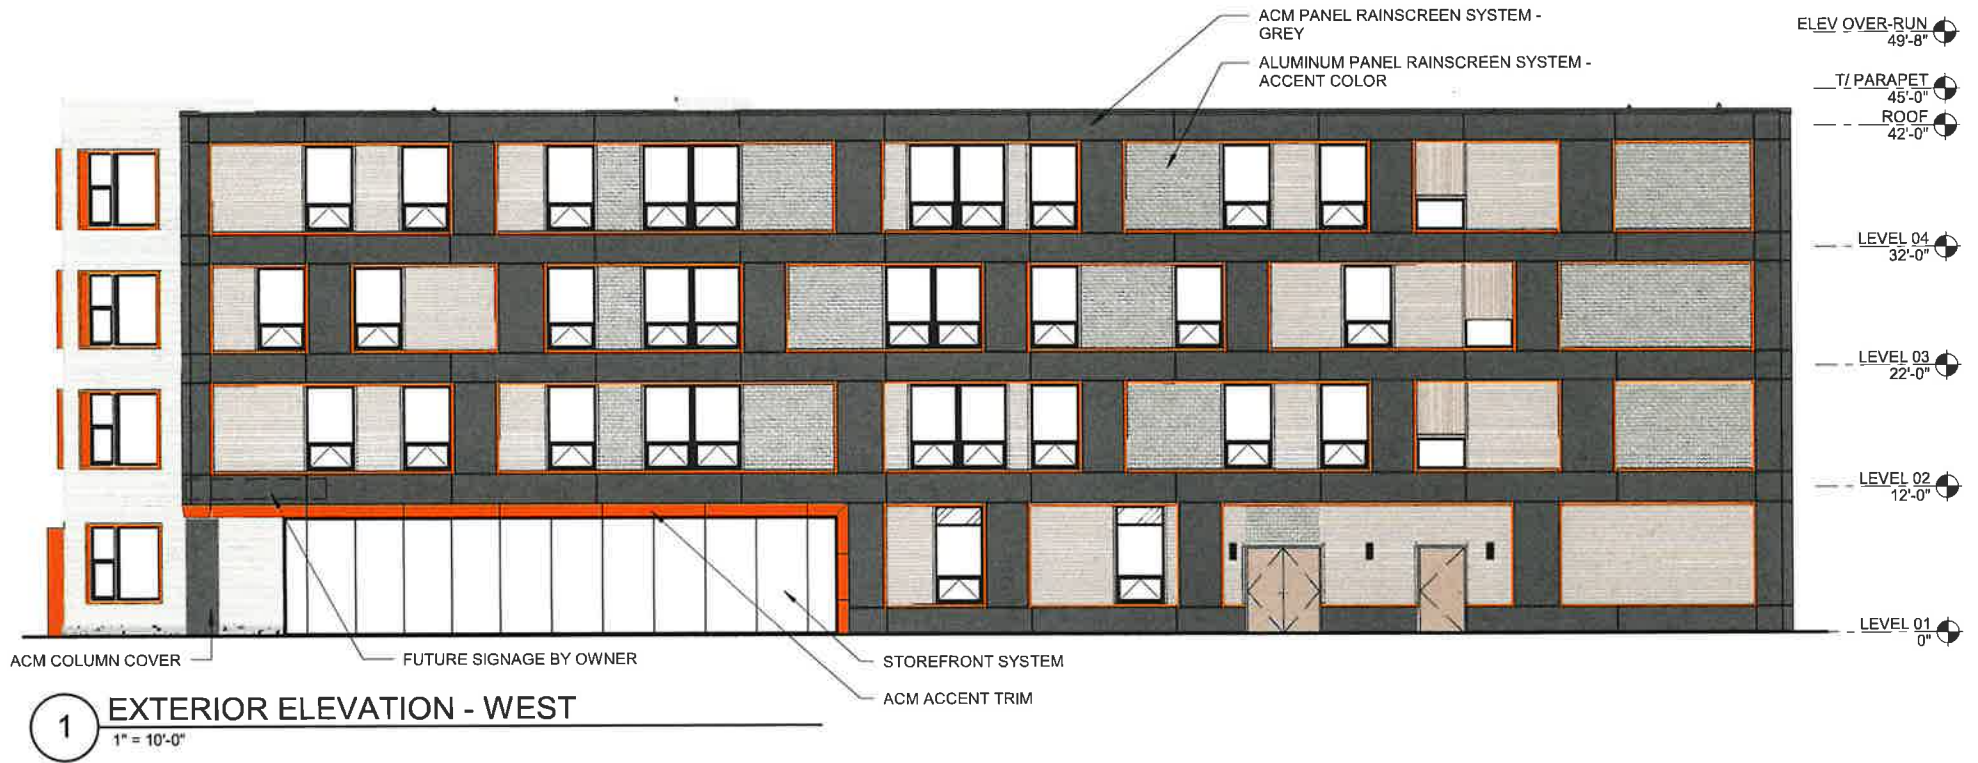 ACM PANEL RAINSCREEN SYSTEM -
GREY
ALUMINUM PANEL RAINSCREEN SYSTEM -
ACCENT COLOR
ELEV OVER-RUN
49'-8"
T/ PARAPET
45'-0"
ROOF
42'-0"
LEVEL 04
32'-0"
LEVEL 03
22'-0"
LEVEL 02
12'-0"
LEVEL 01
0"
ACM COLUMN COVER
FUTURE SIGNAGE BY OWNER
STOREFRONT SYSTEM
ACM ACCENT TRIM
1
EXTERIOR ELEVATION - WEST
1" = 10'-0"